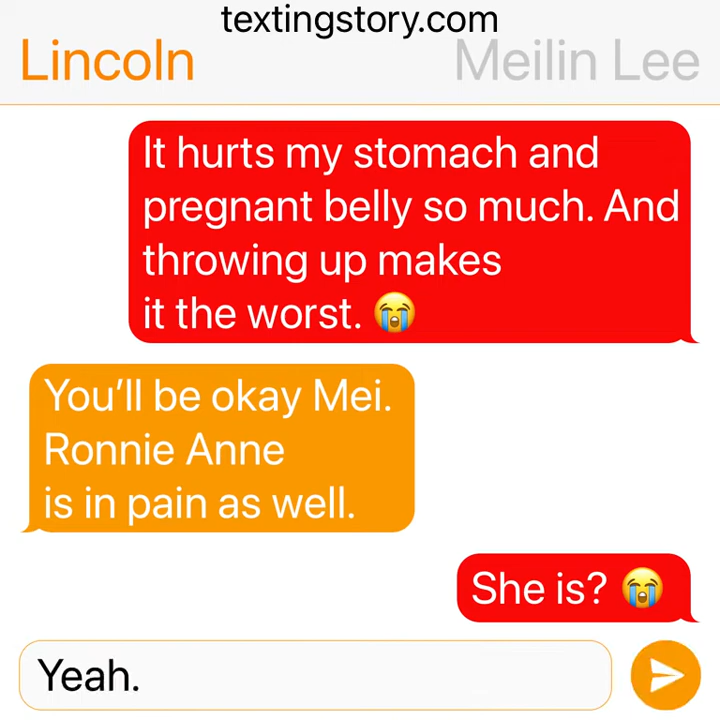 textingstory.com
Lincoln
Meilin Lee
It hurts my stomach and
pregnant belly so much. And
throwing up makes
it the worst. 😭
You’ll be okay Mei.
Ronnie Anne
is in pain as well.
She is? 😭
Yeah.